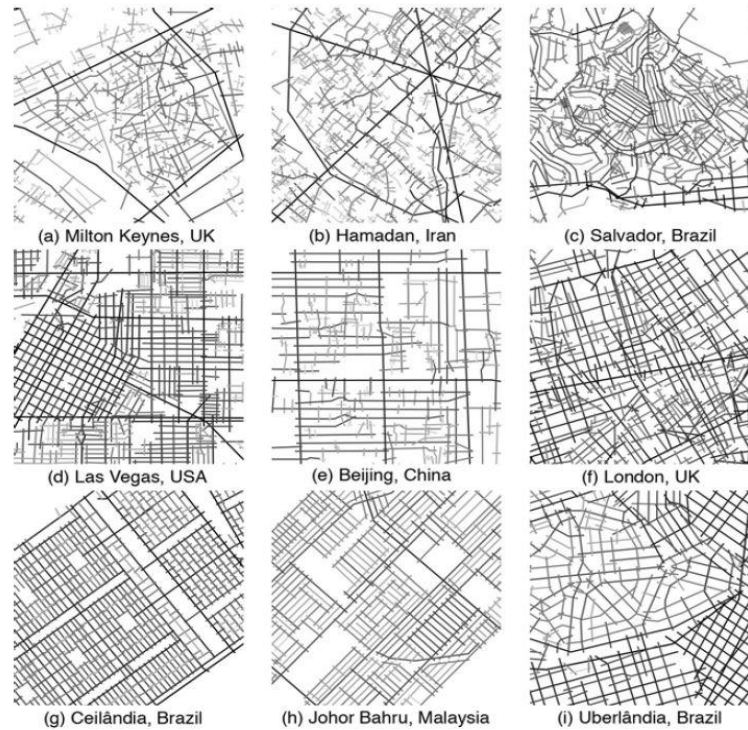 (a) Milton Keynes, UK
(b) Hamadan, Iran
(c) Salvador, Brazil
(d) Las Vegas, USA
(e) Beijing, China
(f) London, UK
(g) Ceilândia, Brazil
(h) Johor Bahru, Malaysia
(i) Uberlândia, Brazil